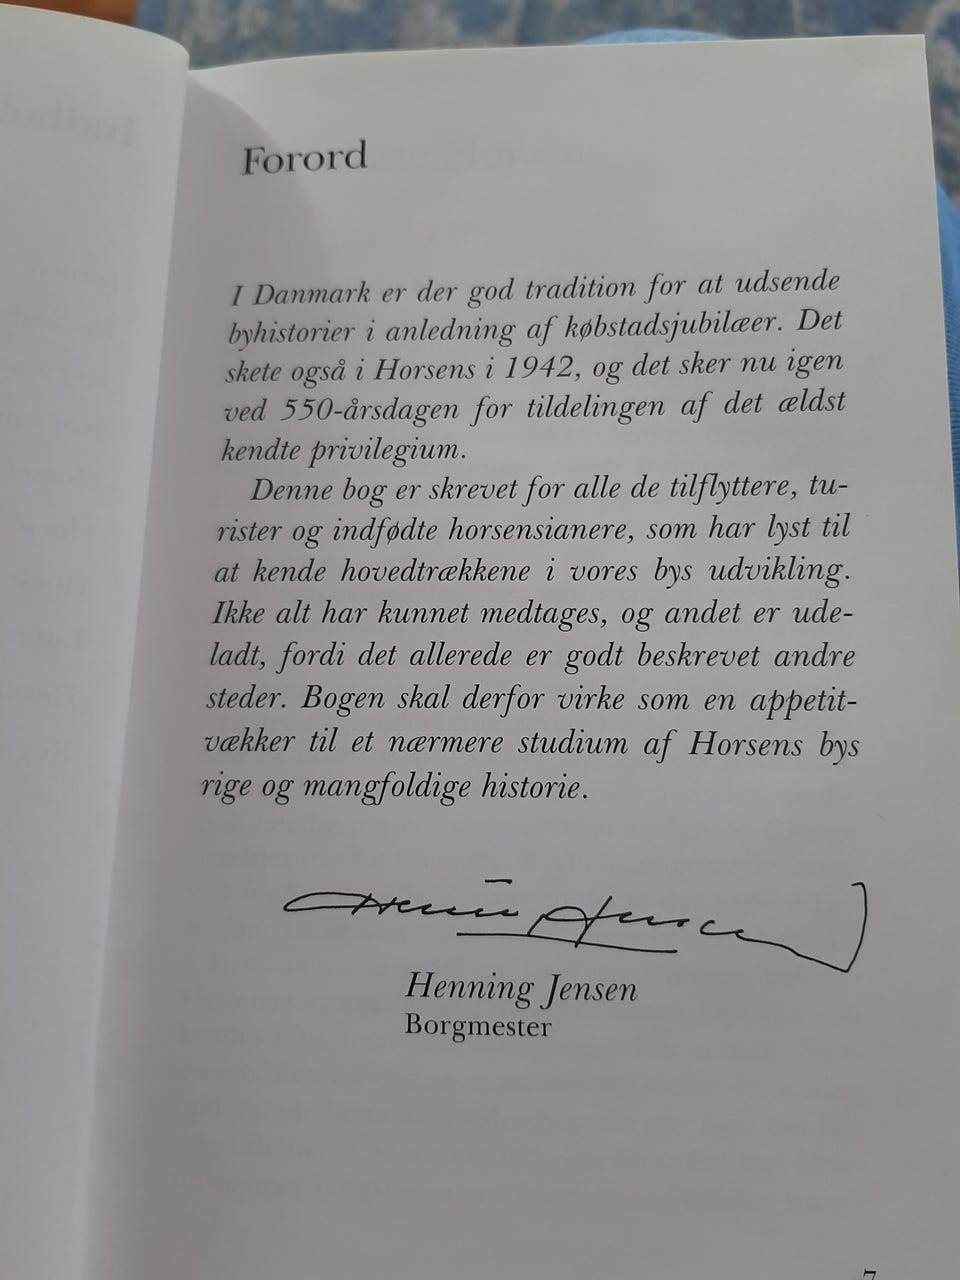 Forord
I Danmark er der god tradition for at udsende
byhistorier i anledning af købstadsjubilæer. Det
skete også i Horsens i 1942, og det sker nu igen
ved 550-årsdagen for tildelingen af det ældst
kendte privilegium.
Denne bog er skrevet for alle de tilflyttere, tu-
rister og indfødte horsensianere, som har lyst til
at kende hovedtrækkene i vores bys udvikling.
Ikke alt har kunnet medtages, og andet er ude-
ladt, fordi det allerede er godt beskrevet andre
steder. Bogen skal derfor virke som en appetit-
vækker til et nærmere studium af Horsens bys
rige og mangfoldige historie.
Henning Jensen
Henning Jensen
Borgmester
7